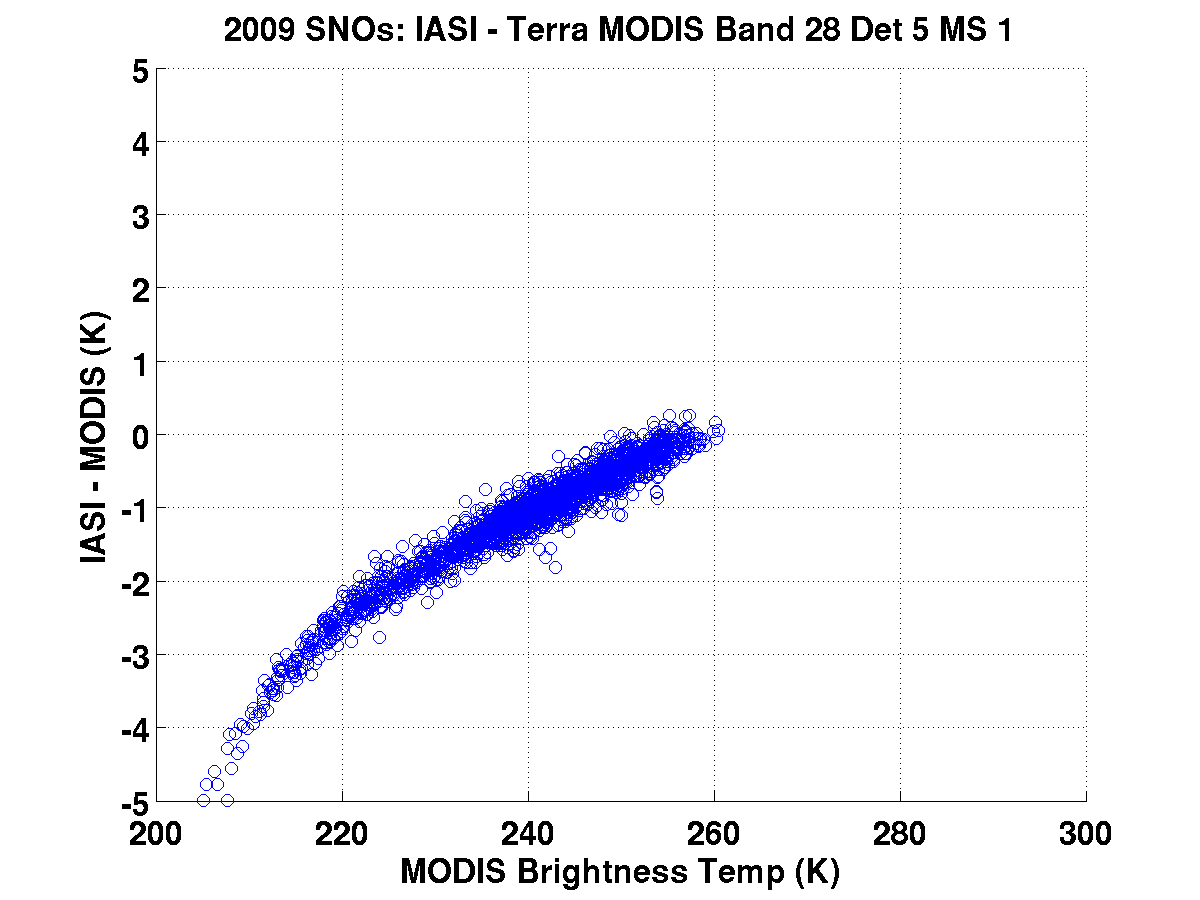 2009 SNOs: IASI - Terra MODIS Band 28 Det 5 MS 1
5
4
3
2
1
0
-1
-2
-3
-4
-5
IASI - MODIS (K)
200 220 240 260 280 300
MODIS Brightness Temp (K)